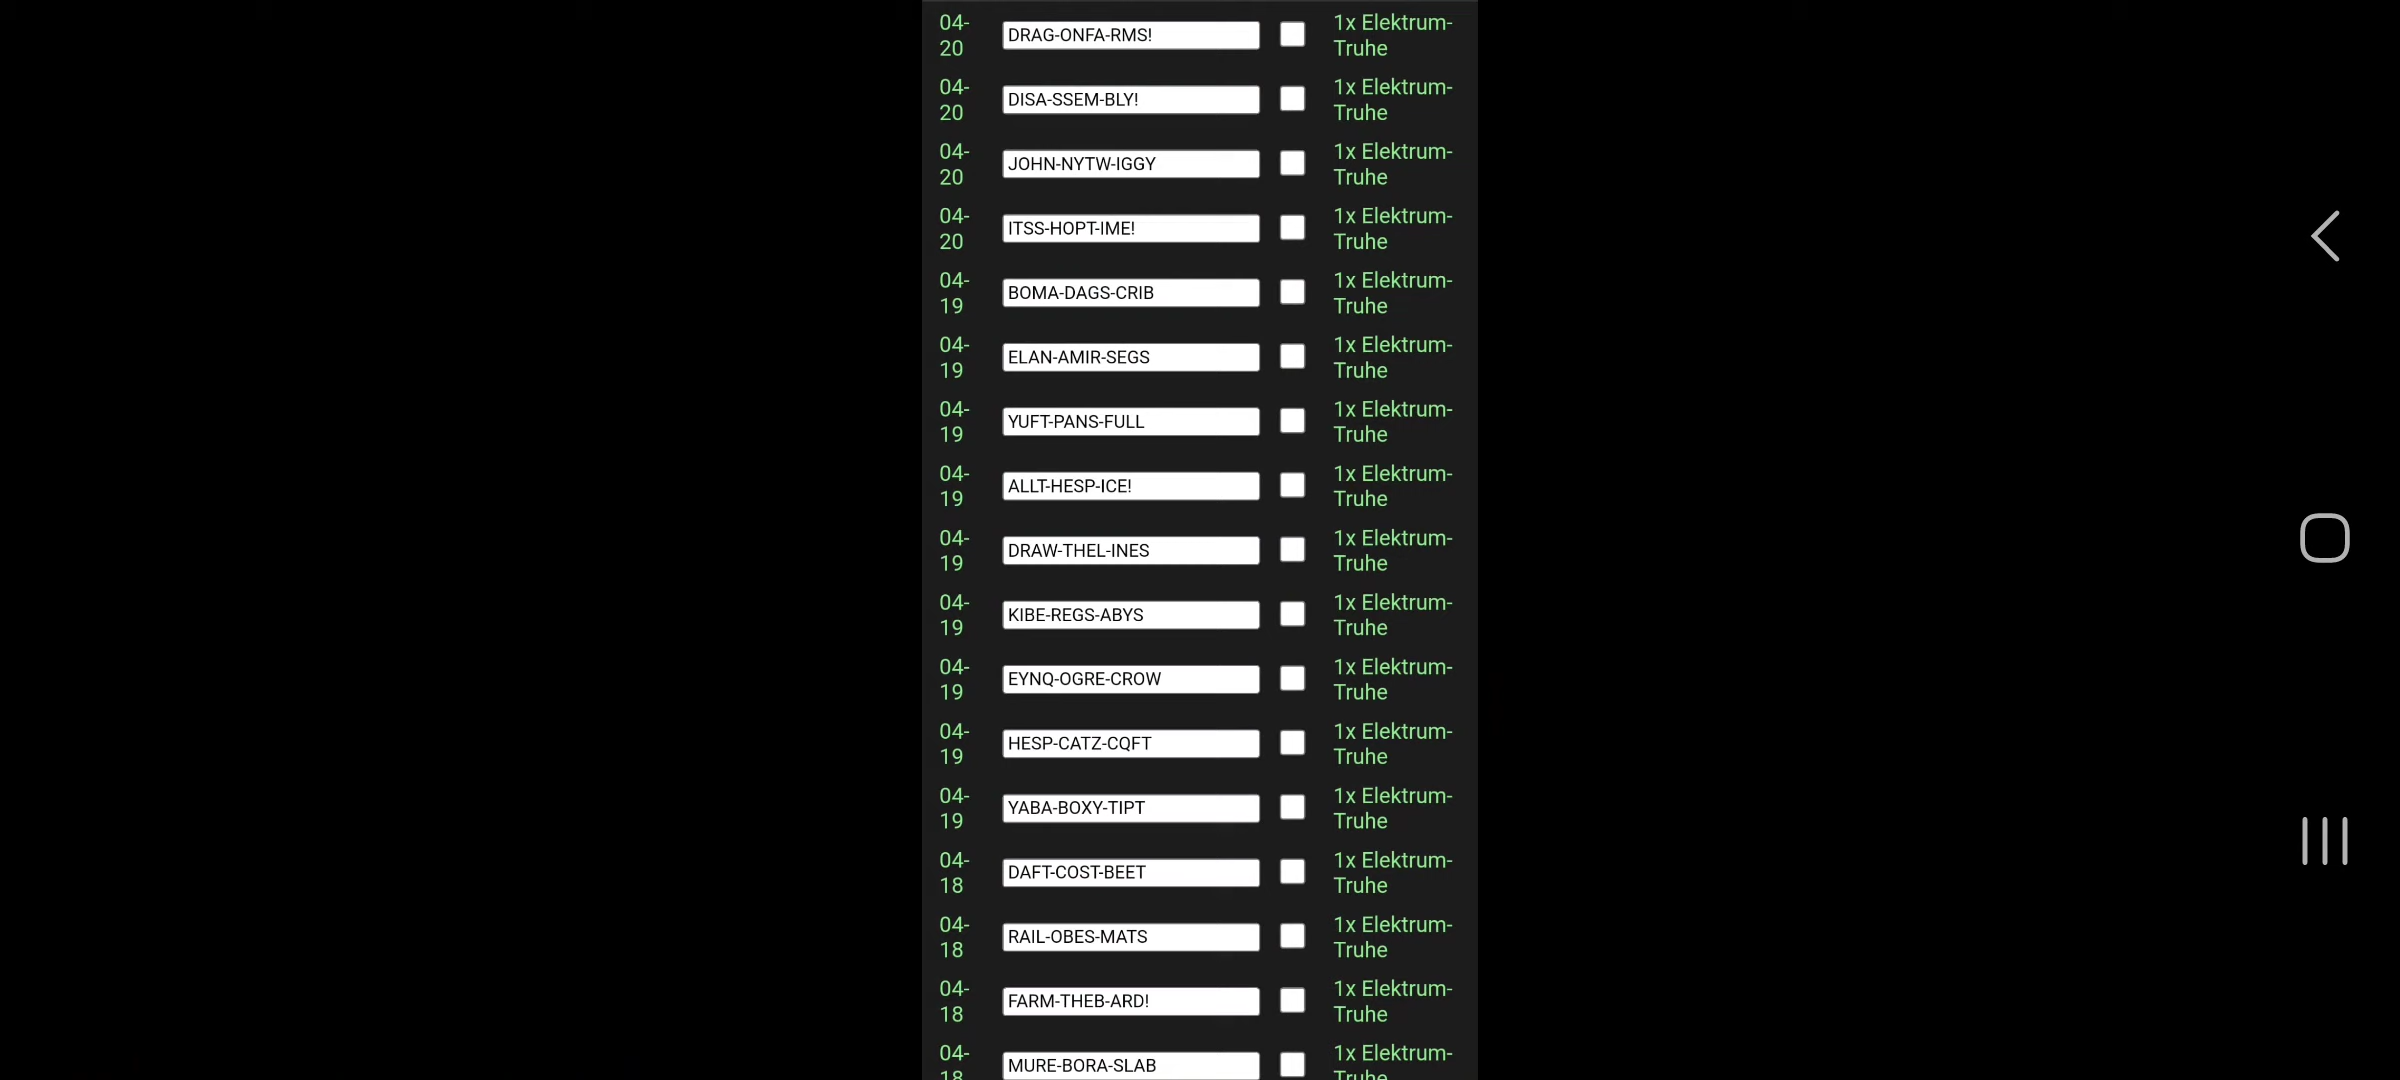 04-20 DRAG-ONFA-RMS! 1x Elektrum-Truhe
04-20 DISA-SSEM-BLY! 1x Elektrum-Truhe
04-20 JOHN-NYTW-IGGY 1x Elektrum-Truhe
04-20 ITSS-HOPT-IME! 1x Elektrum-Truhe
04-19 BOMA-DAGS-CRIB 1x Elektrum-Truhe
04-19 ELAN-AMIR-SEGS 1x Elektrum-Truhe
04-19 YUFT-PANS-FULL 1x Elektrum-Truhe
04-19 ALLT-HESP-ICE! 1x Elektrum-Truhe
04-19 DRAW-THEL-INES 1x Elektrum-Truhe
04-19 KIBE-REGS-ABYS 1x Elektrum-Truhe
04-19 EYNQ-OGRE-CROW 1x Elektrum-Truhe
04-19 HESP-CATZ-CQFT 1x Elektrum-Truhe
04-19 YABA-BOXY-TIPT 1x Elektrum-Truhe
04-18 DAFT-COST-BEET 1x Elektrum-Truhe
04-18 RAIL-OBES-MATS 1x Elektrum-Truhe
04-18 FARM-THEB-ARD! 1x Elektrum-Truhe
04-18 MURE-BORA-SLAB 1x Elektrum-Truhe